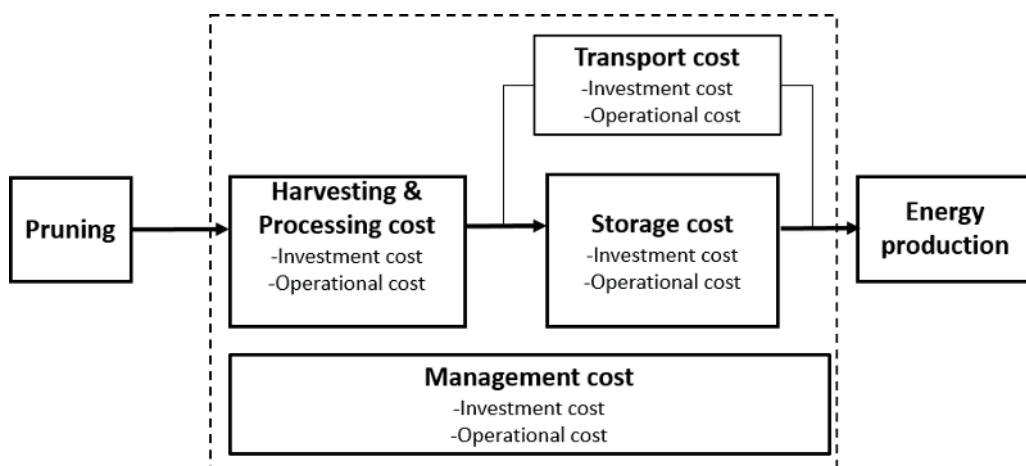 Transport cost
-Investment cost
-Operational cost
Pruning
Harvesting &
Processing cost
-Investment cost
-Operational cost
Storage cost
-Investment cost
-Operational cost
Energy
production
Management cost
-Investment cost
-Operational cost